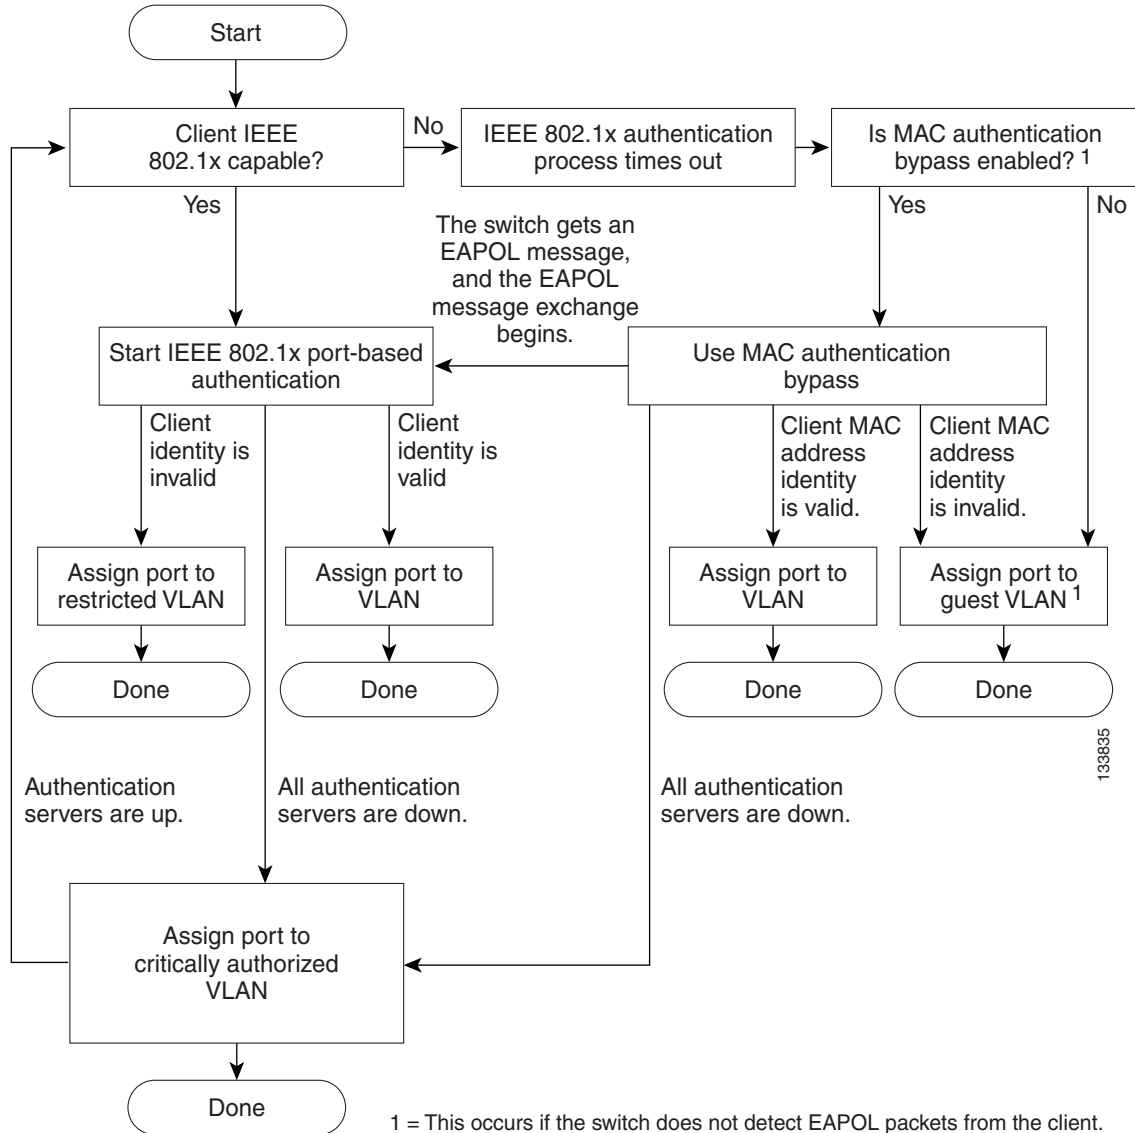 Start
Client IEEE
802.1x capable?
No
IEEE 802.1x authentication
process times out
Is MAC authentication
bypass enabled? 1
Yes
Yes
No
The switch gets an
EAPOL message,
and the EAPOL
message exchange
begins.
Start IEEE 802.1x port-based
authentication
Use MAC authentication
bypass
Client
identity is
invalid
Client
identity is
valid
Client MAC
address
identity
is valid.
Client MAC
address
identity
is invalid.
Assign port to
restricted VLAN
Assign port to
VLAN
Assign port to
VLAN
Assign port to
guest VLAN 1
Done
Done
Done
Done
133835
Authentication
servers are up.
All authentication
servers are down.
All authentication
servers are down.
Assign port to
critically authorized
VLAN
Done
1 = This occurs if the switch does not detect EAPOL packets from the client.